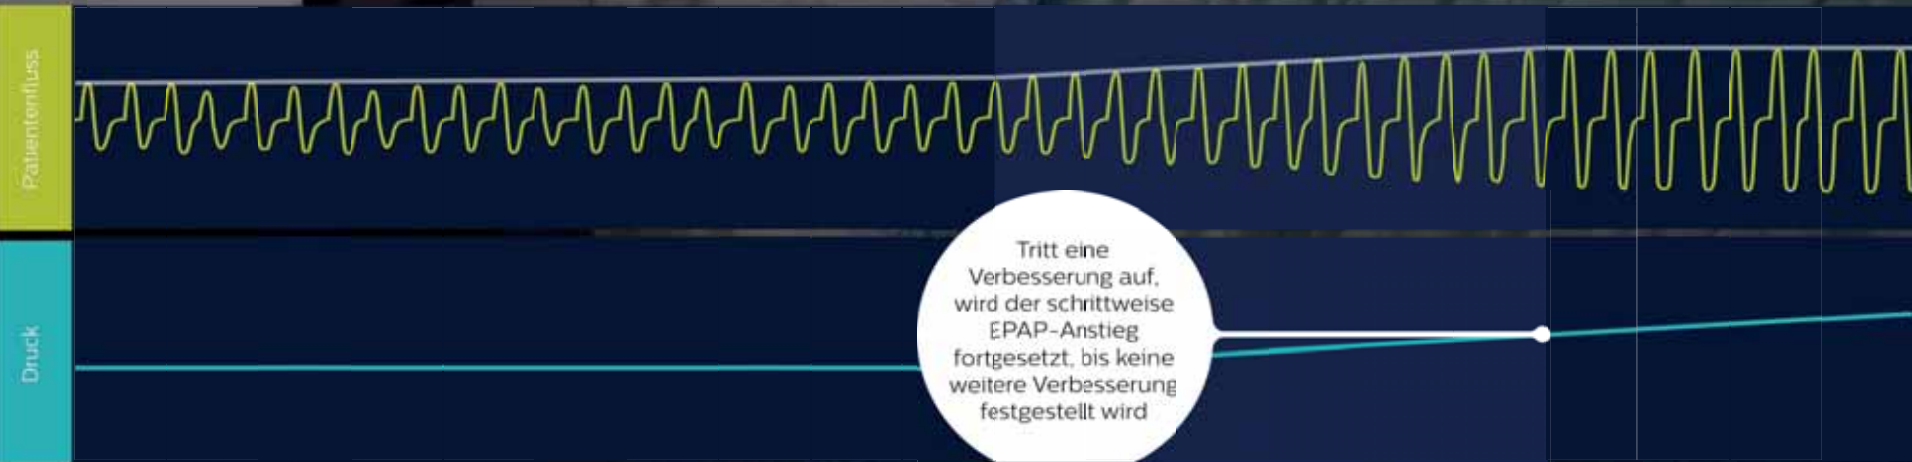 Patientenfluss
Tritt eine
Verbesserung auf,
wird der schrittweise
EPAP-Anstieg
fortgesetzt, bis keine
weitere Verbesserung
festgestellt wird
Druck